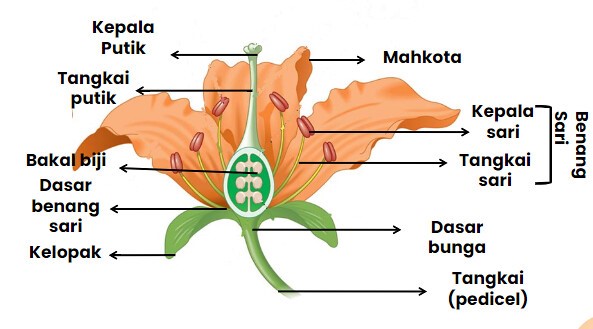 Kepala
Putik
Mahkota
Tangkai
putik
Kepala
sari
Benang
Sari
Bakal biji
Tangkai
sari
Dasar
benang
sari
Dasar
bunga
Kelopak
Tangkai
(pedicel)